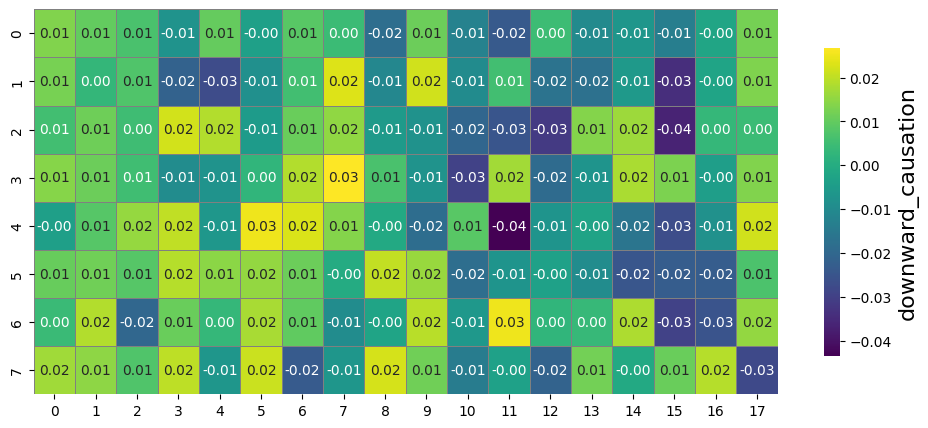 0 0.01 0.01 0.01 -0.01 0.01 -0.00 0.01 0.00 -0.02 0.01 -0.01 -0.02 0.00 -0.01 -0.01 -0.01 -0.00 0.01
1 0.01 0.00 0.01 -0.02 -0.03 -0.01 0.01 0.02 -0.01 0.02 -0.01 0.01 -0.02 -0.02 -0.01 -0.03 -0.00 0.01
2 0.01 0.01 0.00 0.02 0.02 -0.01 0.01 0.02 -0.01 -0.01 -0.02 -0.03 -0.03 0.01 0.02 -0.04 0.00 0.00
3 0.01 0.01 0.01 -0.01 -0.01 0.00 0.02 0.03 0.01 -0.01 -0.03 0.02 -0.02 -0.01 0.02 0.01 -0.00 0.01
4 -0.00 0.01 0.02 0.02 -0.01 0.03 0.02 0.01 -0.00 -0.02 0.01 -0.04 -0.01 -0.00 -0.02 -0.03 -0.01 0.02
5 0.01 0.01 0.01 0.02 0.01 0.02 0.01 -0.00 0.02 0.02 -0.02 -0.01 -0.00 -0.01 -0.02 -0.02 -0.02 0.01
6 0.00 0.02 -0.02 0.01 0.00 0.02 0.01 -0.01 -0.00 0.02 -0.01 0.03 0.00 0.00 0.02 -0.03 -0.03 0.02
7 0.02 0.01 0.01 0.02 -0.01 0.02 -0.02 -0.01 0.02 0.01 -0.01 -0.00 -0.02 0.01 -0.00 0.01 0.02 -0.03
0 1 2 3 4 5 6 7 8 9 10 11 12 13 14 15 16 17
0.02
0.01
0.00
-0.01
-0.02
-0.03
-0.04
downward_causation